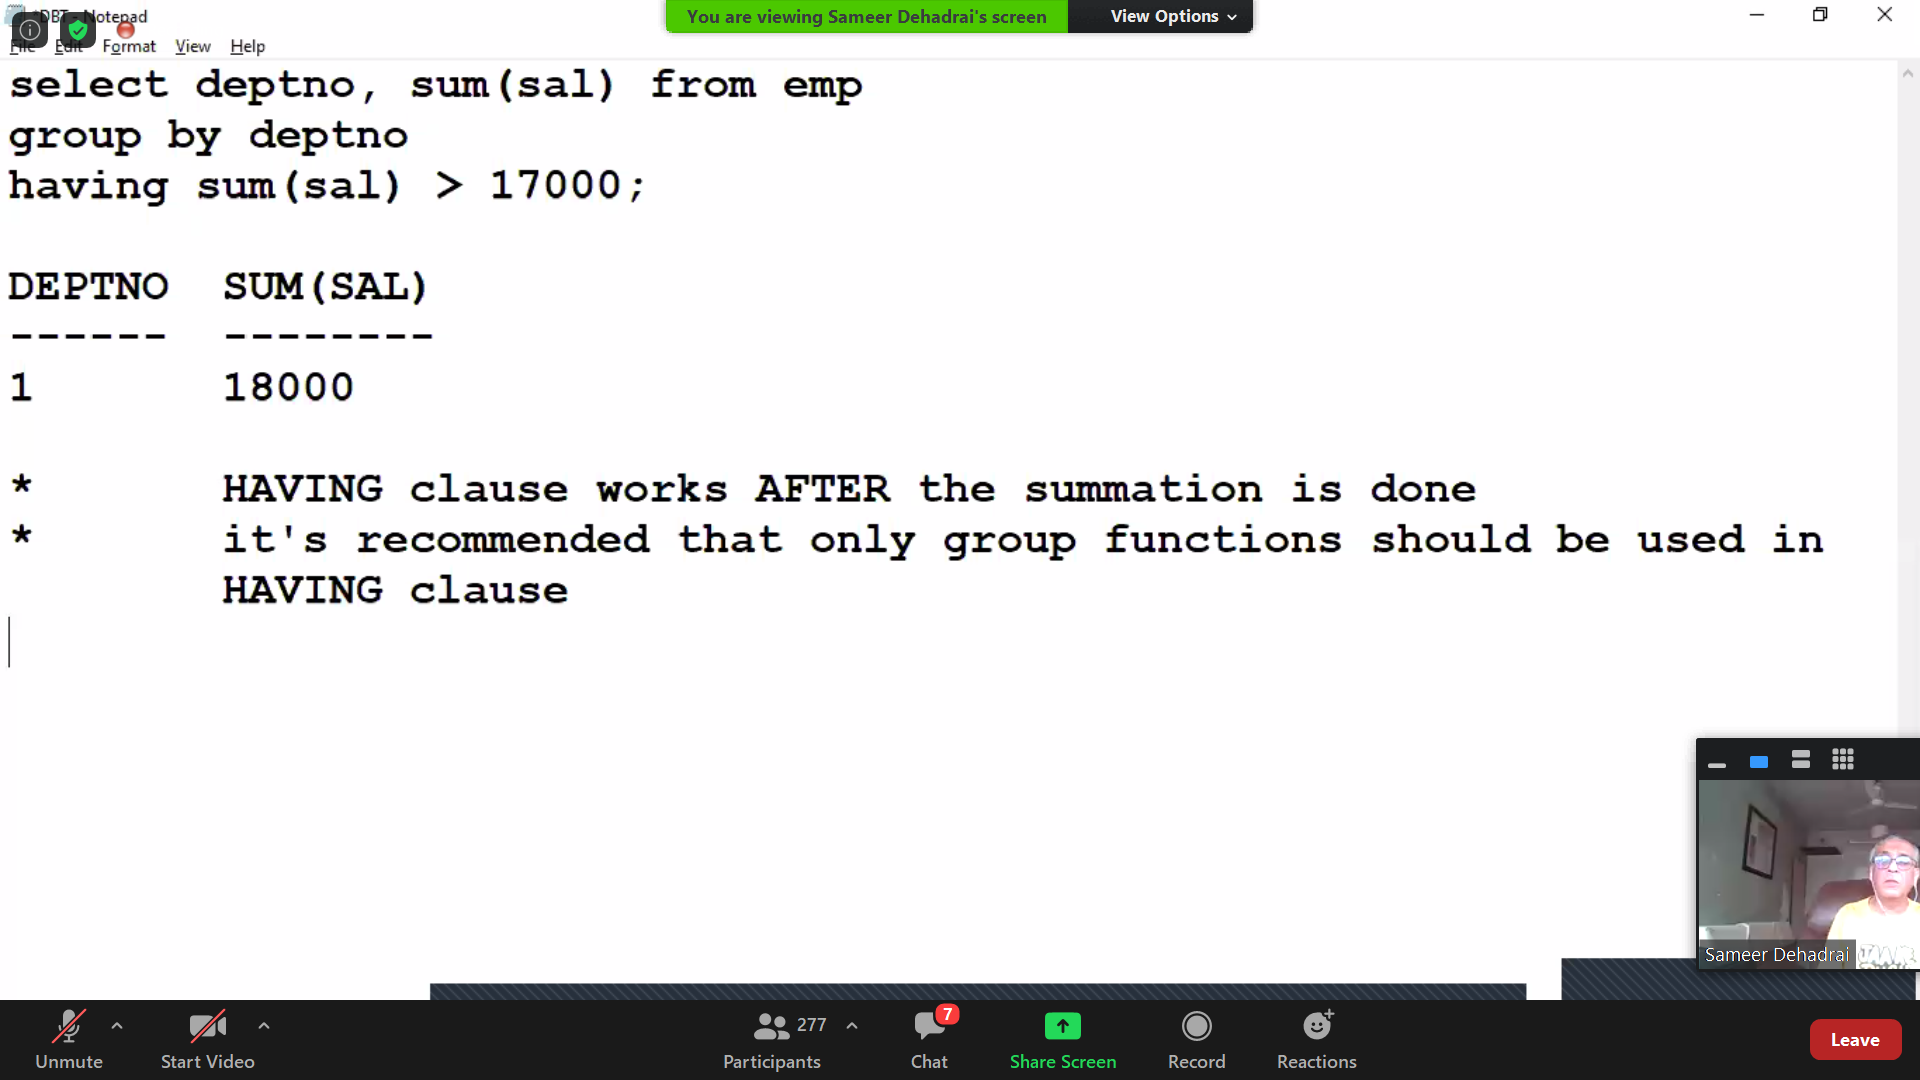 *DBT - Notepad
You are viewing Sameer Dehadrai's screen
View Options
File Edit Format View Help
select deptno, sum(sal) from emp
group by deptno
having sum(sal) > 17000;
DEPTNO SUM(SAL)
------ --------
1 18000
* HAVING clause works AFTER the summation is done
* it's recommended that only group functions should be used in
HAVING clause
Sameer Dehadrai
277
7
Unmute
Start Video
Participants
Chat
Share Screen
Record
Reactions
Leave